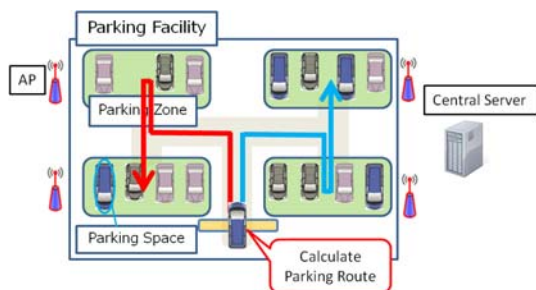 Parking Facility
AP
Parking Zone
Central Server
Parking Space
Calculate
Parking Route